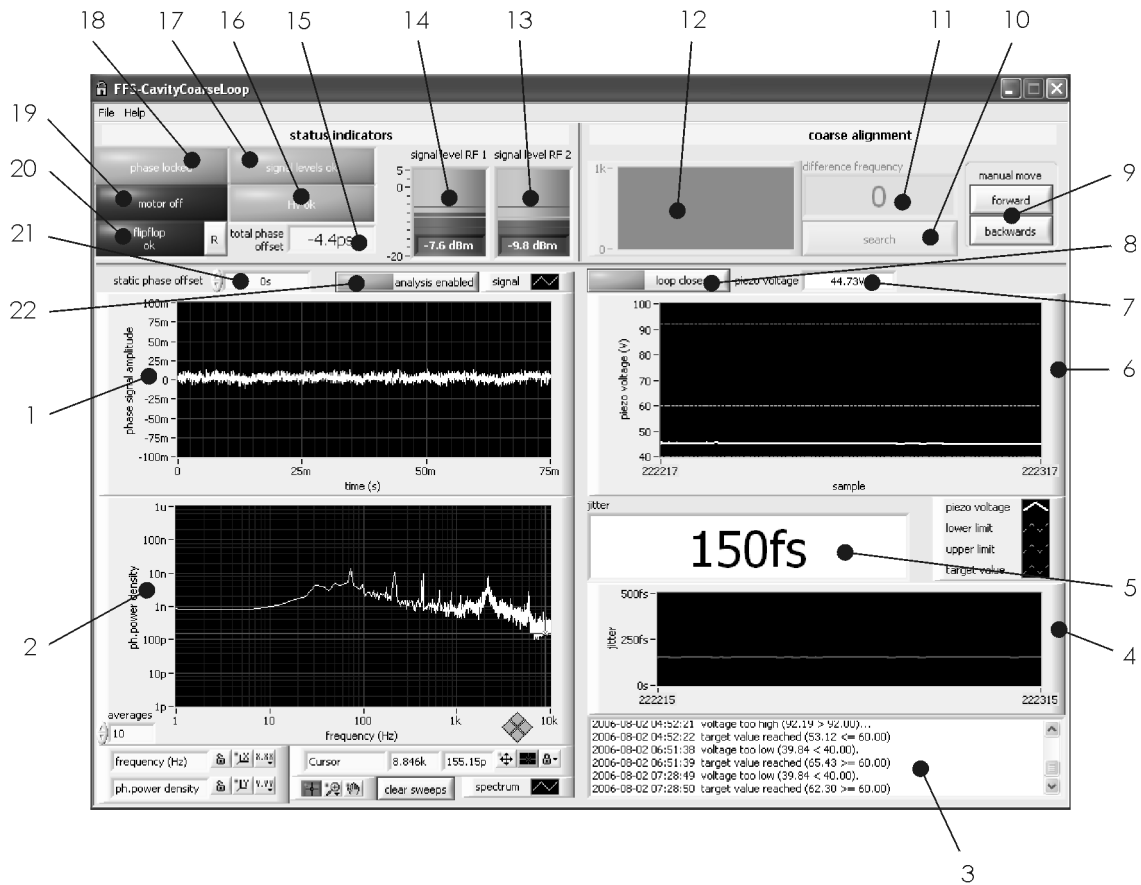 18 17 16 15 14 13 12 11 10
FFS-CavityCoarseLoop
File Help
status indicators
coarse alignment
19
phase locked
signal levels ok
signal level RF 1
signal level RF 2
difference frequency
manual move
9
motor off
HV ok
5
0
-20
1k
0
0
forward
20
flipflop ok
R
total phase offset
-4.4ps
-7.6 dBm
-9.8 dBm
search
backwards
21
8
static phase offset
0s
analysis enabled
signal
loop closed
piezo voltage
44.73V
22
7
100m
75m
50m
25m
0
-25m
-50m
-75m
-100m
phase signal amplitude
0 25m 50m 75m
time (s)
1
100
90
80
70
60
50
40
piezo voltage (V)
222217 222317
sample
6
jitter
150fs
piezo voltage
lower limit
upper limit
target value
5
1u
100n
10n
1n
100p
10p
1p
ph.power density
1 10 100 1k 10k
frequency (Hz)
2
500fs
250fs
0s
jitter
222215 222315
4
averages
10
frequency (Hz)
X.XX
Cursor 8.846k 155.15p
ph.power density
Y.YY
clear sweeps
spectrum
2006-08-02 04:52:21 voltage too high (92.19 > 92.00)...
2006-08-02 04:52:22 target value reached (53.12 <= 60.00)
2006-08-02 06:51:38 voltage too low (39.84 < 40.00).
2006-08-02 06:51:39 target value reached (65.43 >= 60.00)
2006-08-02 07:28:49 voltage too low (39.84 < 40.00).
2006-08-02 07:28:50 target value reached (62.30 >= 60.00)
3